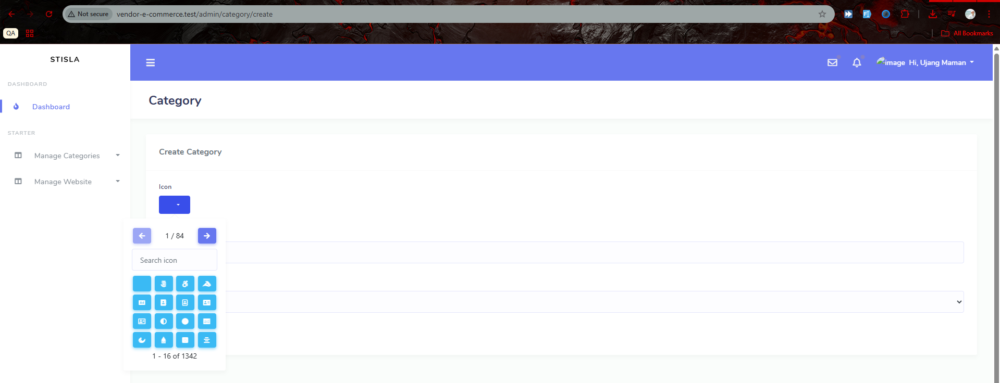 Not secure
vendor-e-commerce.test/admin/category/create
QA
All Bookmarks
STISLA
image Hi, Ujang Maman
DASHBOARD
Category
Dashboard
STARTER
Manage Categories
Create Category
Manage Website
Icon
1 / 84
Search icon
Ad
1 - 16 of 1342